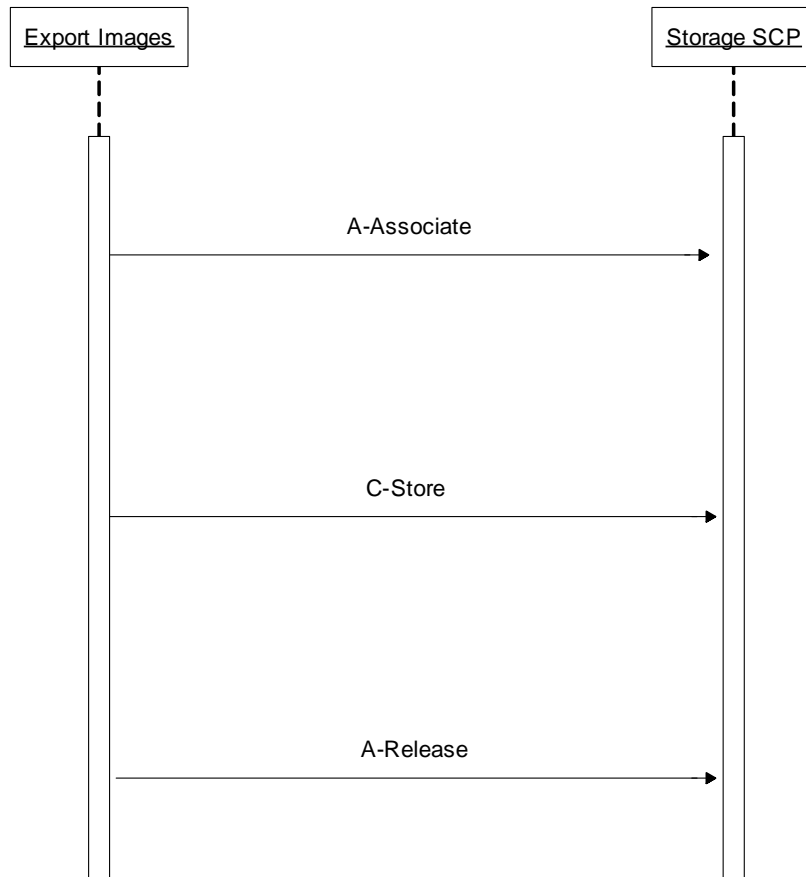 Export Images
Storage SCP
A-Associate
C-Store
A-Release